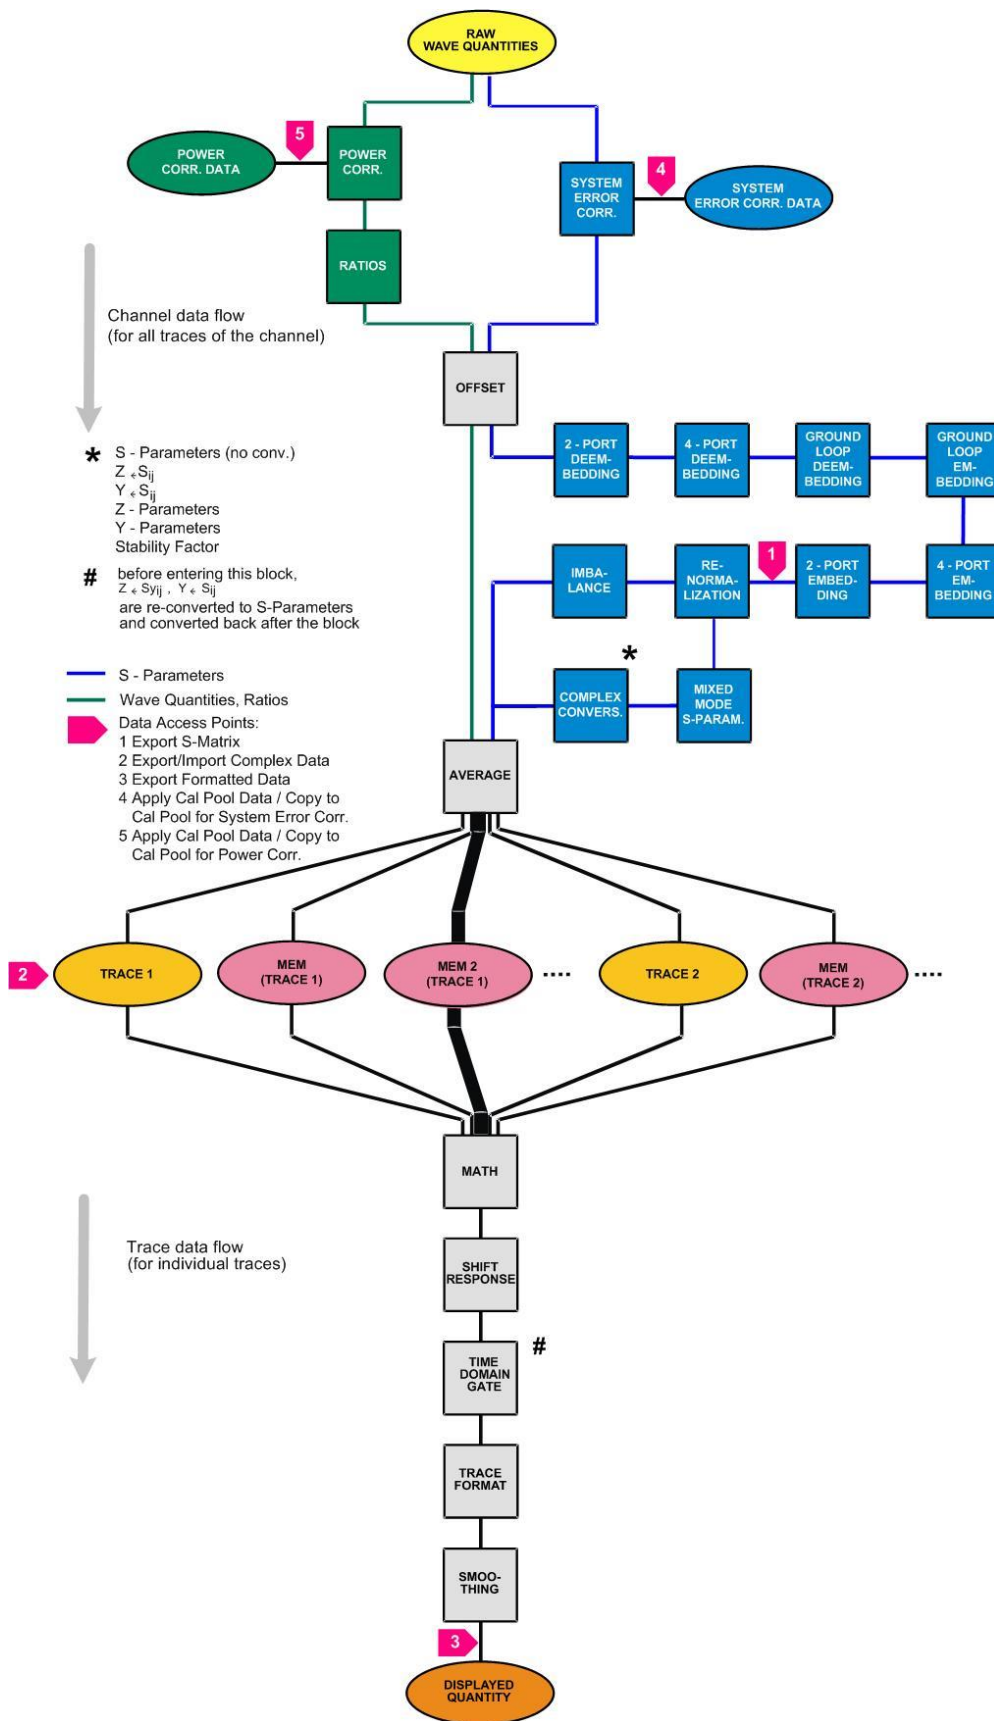 RAW
WAVE QUANTITIES
5
POWER
CORR. DATA
POWER
CORR.
SYSTEM
ERROR
CORR.
4
SYSTEM
ERROR CORR. DATA
RATIOS
Channel data flow
(for all traces of the channel)
OFFSET
2 - PORT
DEEM-
BEDDING
4 - PORT
DEEM-
BEDDING
GROUND
LOOP
DEEM-
BEDDING
GROUND
LOOP
EM-
BEDDING
* S - Parameters (no conv.)
Z ← Sij
Y ← Sij
Z - Parameters
Y - Parameters
Stability Factor
# before entering this block,
Z ← Syij , Y ← Sij
are re-converted to S-Parameters
and converted back after the block
IMBA-
LANCE
RE-
NORMA-
LIZATION
1
2 - PORT
EMBED-
DING
4 - PORT
EM-
BEDDING
*
COMPLEX
CONVERS.
MIXED
MODE
S-PARAM.
S - Parameters
Wave Quantities, Ratios
Data Access Points:
1 Export S-Matrix
2 Export/Import Complex Data
3 Export Formatted Data
4 Apply Cal Pool Data / Copy to
Cal Pool for System Error Corr.
5 Apply Cal Pool Data / Copy to
Cal Pool for Power Corr.
AVERAGE
2
TRACE 1
MEM
(TRACE 1)
MEM 2
(TRACE 1)
....
TRACE 2
MEM
(TRACE 2)
....
MATH
Trace data flow
(for individual traces)
SHIFT
RESPONSE
#
TIME
DOMAIN
GATE
TRACE
FORMAT
SMOO-
THING
3
DISPLAYED
QUANTITY